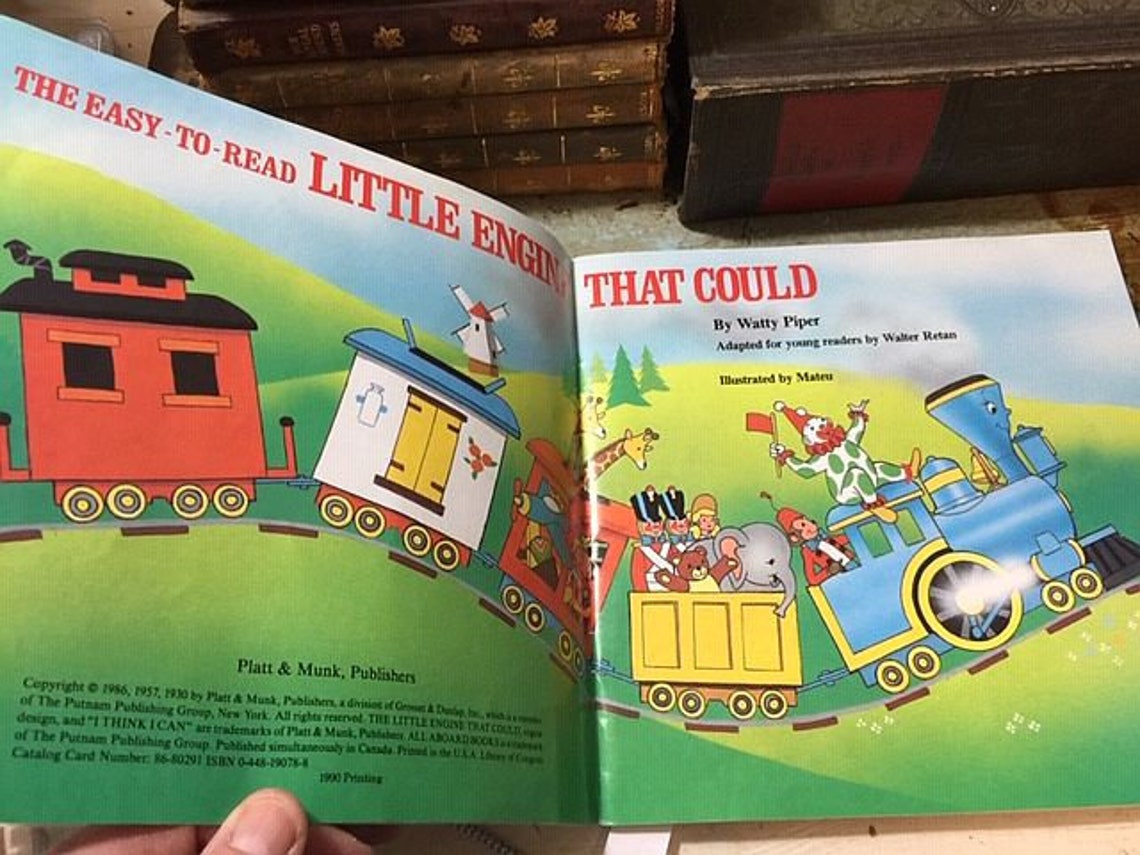 THE EASY-TO-READ LITTLE ENGIN THAT COULD
By Watty Piper
Adapted for young readers by Walter Retan
Illustrated by Mateu
Platt & Munk, Publishers
Copyright © 1986, 1957, 1930 by Platt & Munk, Publishers, a division of Grosset & Dunlap, Inc., which is a member
of The Putnam Publishing Group, New York. All rights reserved. THE LITTLE ENGINE THAT COULD, engine
design, and "I THINK I CAN" are trademarks of Platt & Munk, Publishers. ALL ABOARD BOOKS is a trademark
of The Putnam Publishing Group. Published simultaneously in Canada. Printed in the U.S.A. Library of Congress
Catalog Card Number: 86-80291 ISBN 0-448-19078-8
1990 Printing